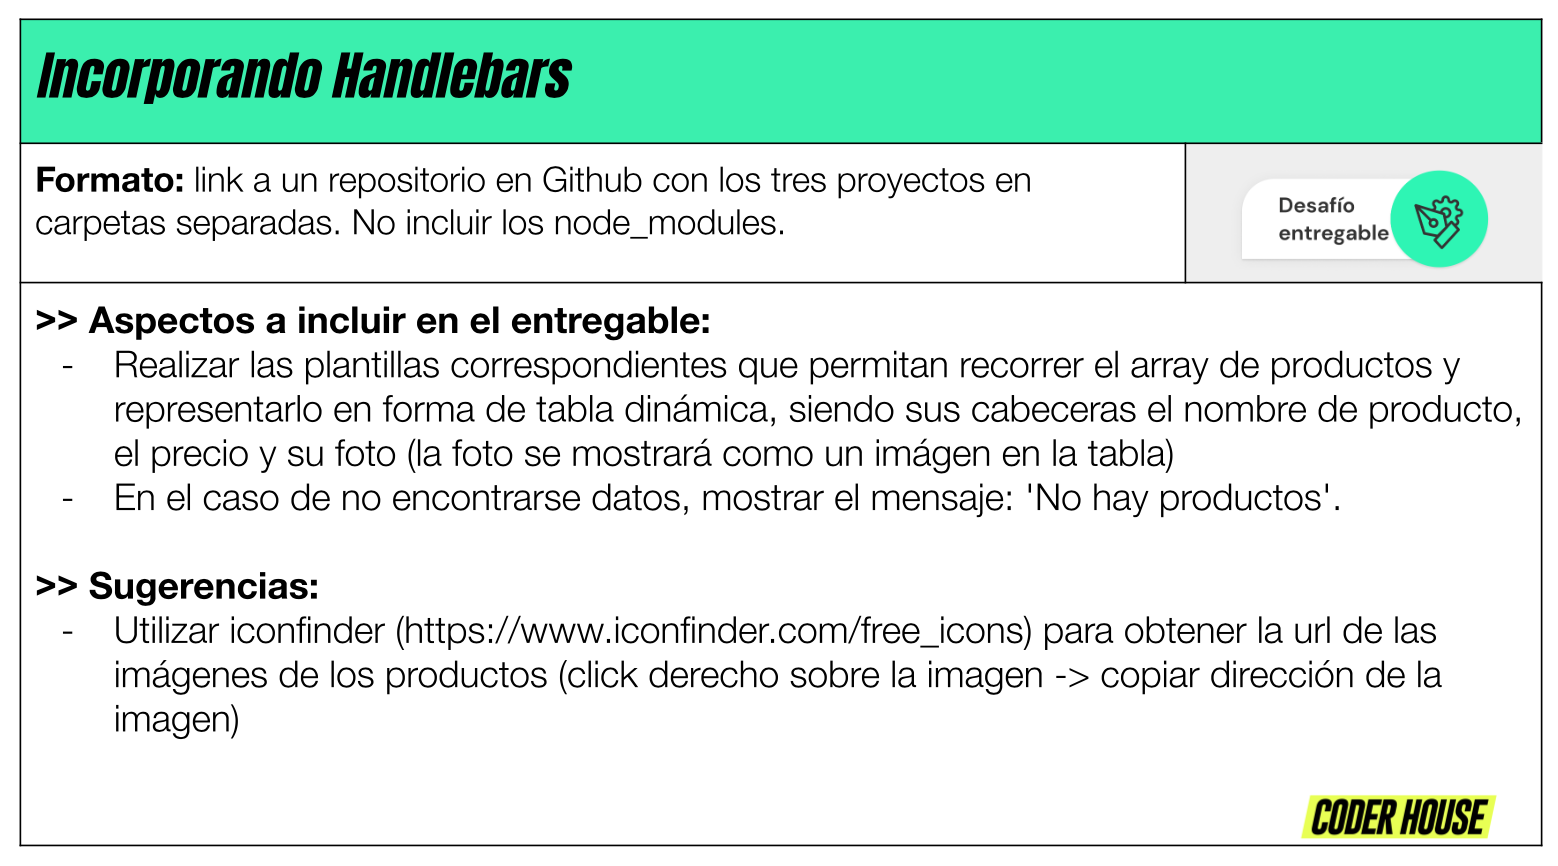 Incorporando Handlebars
Formato: link a un repositorio en Github con los tres proyectos en
carpetas separadas. No incluir los node_modules.
Desafío
entregable
>> Aspectos a incluir en el entregable:
- Realizar las plantillas correspondientes que permitan recorrer el array de productos y
representarlo en forma de tabla dinámica, siendo sus cabeceras el nombre de producto,
el precio y su foto (la foto se mostrará como un imágen en la tabla)
- En el caso de no encontrarse datos, mostrar el mensaje: 'No hay productos'.
>> Sugerencias:
- Utilizar iconfinder (https://www.iconfinder.com/free_icons) para obtener la url de las
imágenes de los productos (click derecho sobre la imagen -> copiar dirección de la
imagen)
CODER HOUSE